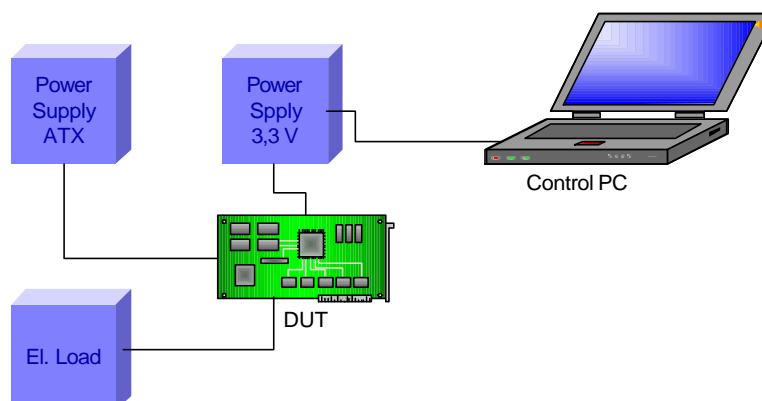 Power
Supply
ATX
Power
Spply
3,3 V
Control PC
DUT
El. Load